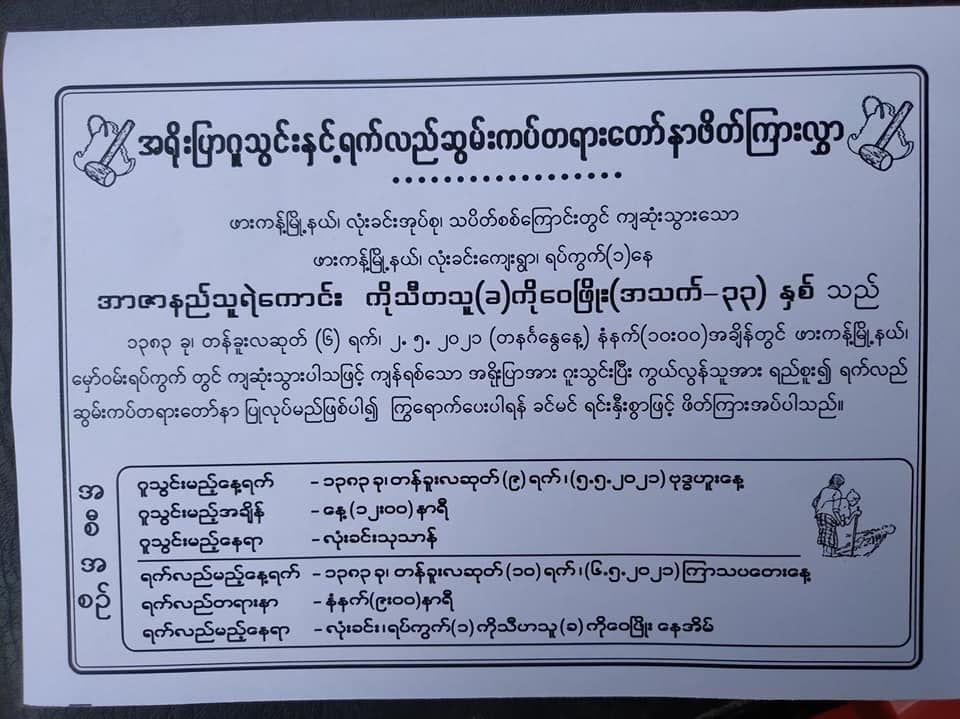 အရိုးပြာဂူသွင်းနှင့်ရက်လည်ဆွမ်းကပ်တရားတော်နာဖိတ်ကြားလွှာ
ဖားကန့်မြို့နယ်၊ လုံးခင်းအုပ်စု၊ သပိတ်စစ်ကြောင်းတွင် ကျဆုံးသွားသော
ဖားကန့်မြို့နယ်၊ လုံးခင်းကျေးရွာ၊ ရပ်ကွက်(၁)နေ
အာဇာနည်သူရဲကောင်း ကိုသီဟသူ(ခ)ကိုဝေဖြိုး(အသက်-၃၃) နှစ် သည်
၁၃၈၃ ခု၊ တန်ခူးလဆုတ် (၆) ရက်၊ ၂. ၅. ၂၀၂၁ (တနင်္ဂနွေနေ့) နံနက်(၁၀း၀၀)အချိန်တွင် ဖားကန့်မြို့နယ်၊
မှော်ဝမ်းရပ်ကွက် တွင် ကျဆုံးသွားပါသဖြင့် ကျန်ရစ်သော အရိုးပြာအား ဂူးသွင်းပြီး ကွယ်လွန်သူအား ရည်စူး၍ ရက်လည်
ဆွမ်းကပ်တရားတော်နာ ပြုလုပ်မည်ဖြစ်ပါ၍ ကြွရောက်ပေးပါရန် ခင်မင် ရင်းနှီးစွာဖြင့် ဖိတ်ကြားအပ်ပါသည်။
အစီအစဉ်
ဂူသွင်းမည့်နေ့ရက် - ၁၃၈၃ ခု၊ တန်ခူးလဆုတ် (၉) ရက် ၊ (၅.၅.၂၀၂၁) ဗုဒ္ဓဟူးနေ့
ဂူသွင်းမည့်အချိန် - နေ့ (၁၂း၀၀) နာရီ
ဂူသွင်းမည့်နေရာ - လုံးခင်းသုသာန်
ရက်လည်မည့်နေ့ရက် - ၁၃၈၃ ခု၊ တန်ခူးလဆုတ် (၁၀) ရက် ၊ (၆.၅.၂၀၂၁) ကြာသပတေးနေ့
ရက်လည်တရားနာ - နံနက်(၉း၀၀)နာရီ
ရက်လည်မည့်နေရာ - လုံးခင်း ၊ ရပ်ကွက်(၁) ကိုသီဟသူ (ခ) ကိုဝေဖြိုး နေအိမ်